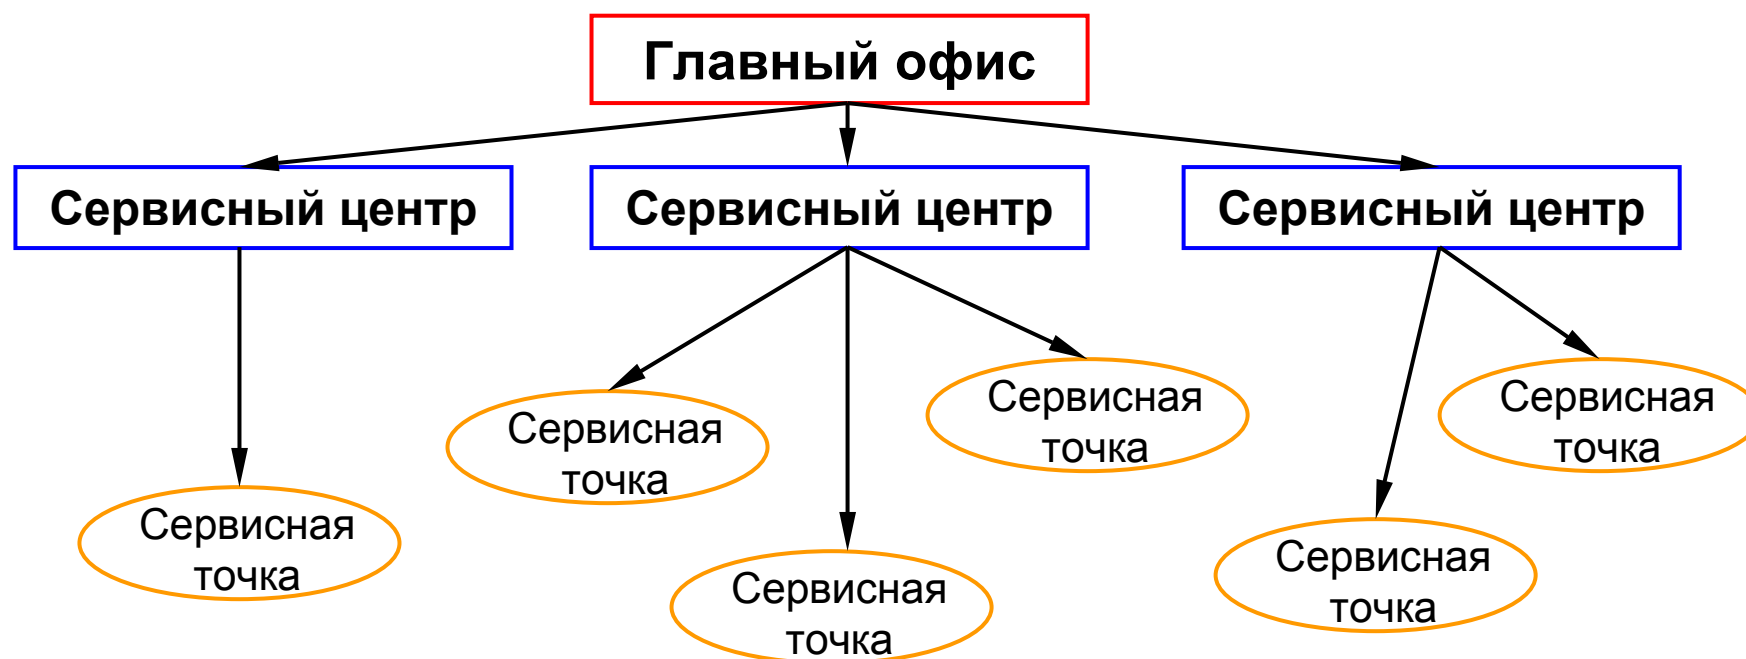 Главный офис
Сервисный центр
Сервисный центр
Сервисный центр
Сервисная
точка
Сервисная
точка
Сервисная
точка
Сервисная
точка
Сервисная
точка
Сервисная
точка